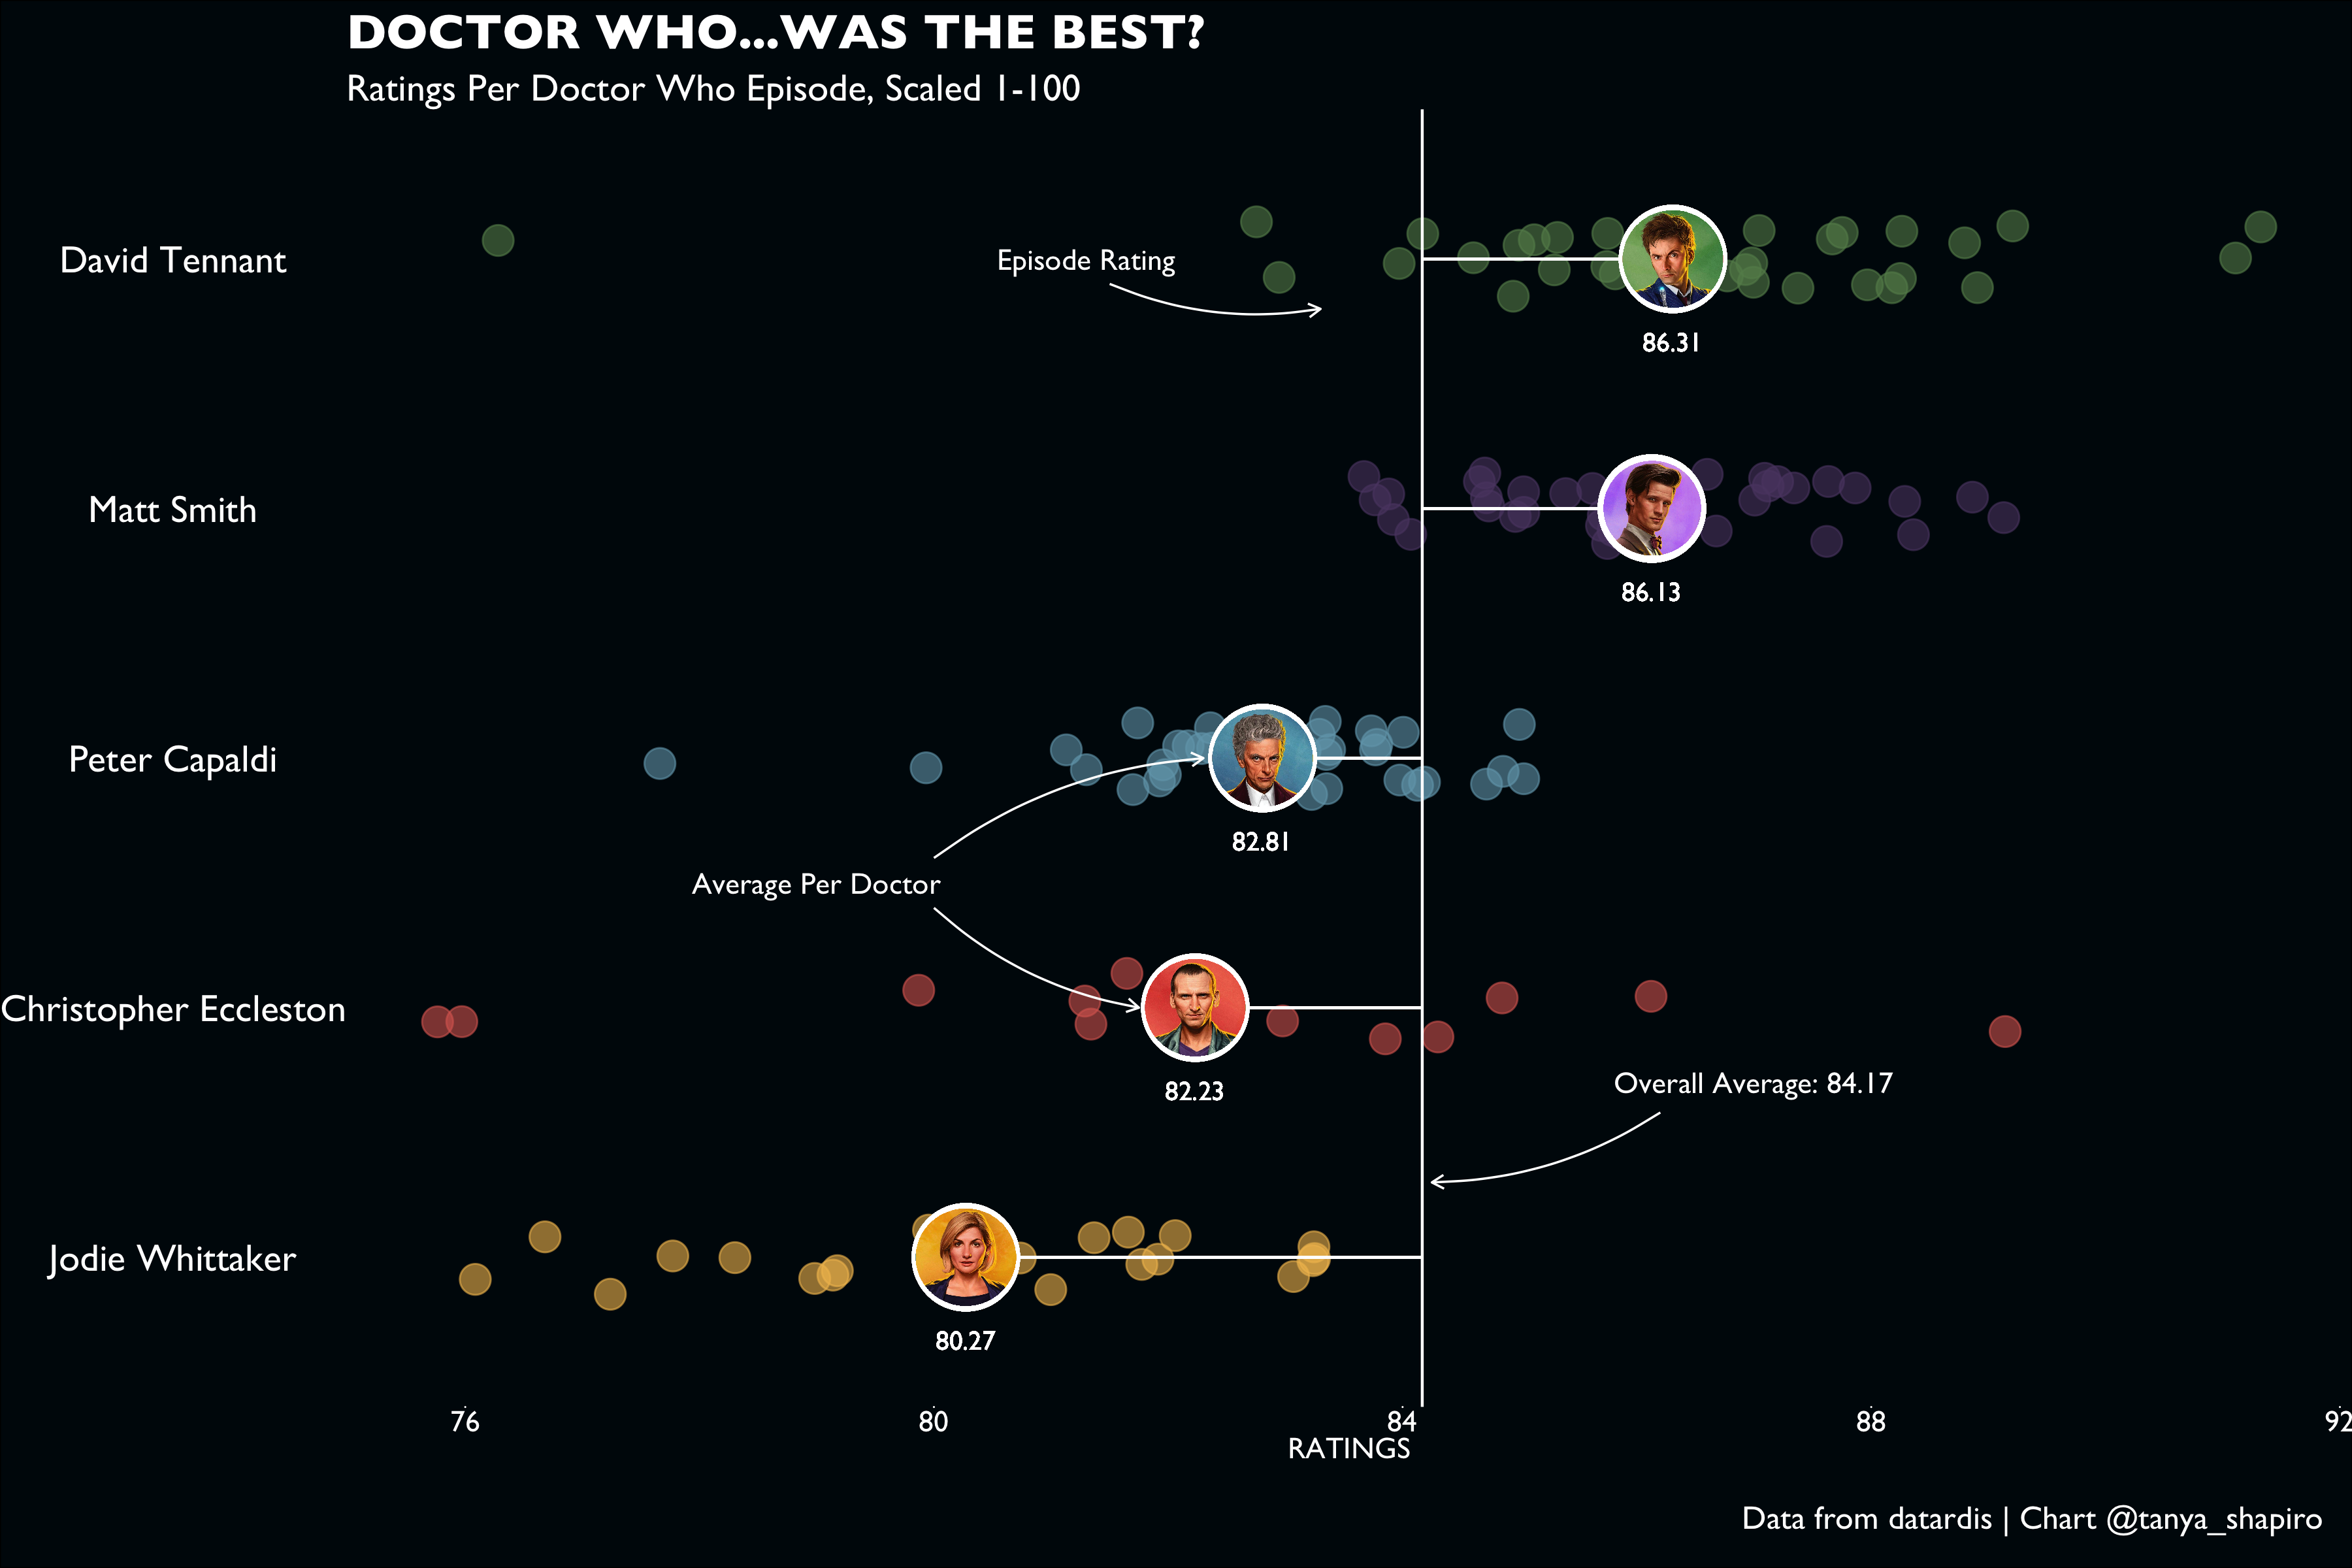 DOCTOR WHO...WAS THE BEST?
Ratings Per Doctor Who Episode, Scaled 1-100
David Tennant
Episode Rating
86.31
Matt Smith
86.13
Peter Capaldi
82.81
Average Per Doctor
Christopher Eccleston
82.23
Overall Average: 84.17
Jodie Whittaker
80.27
76 80 84 88 92
RATINGS
Data from datardis | Chart @tanya_shapiro